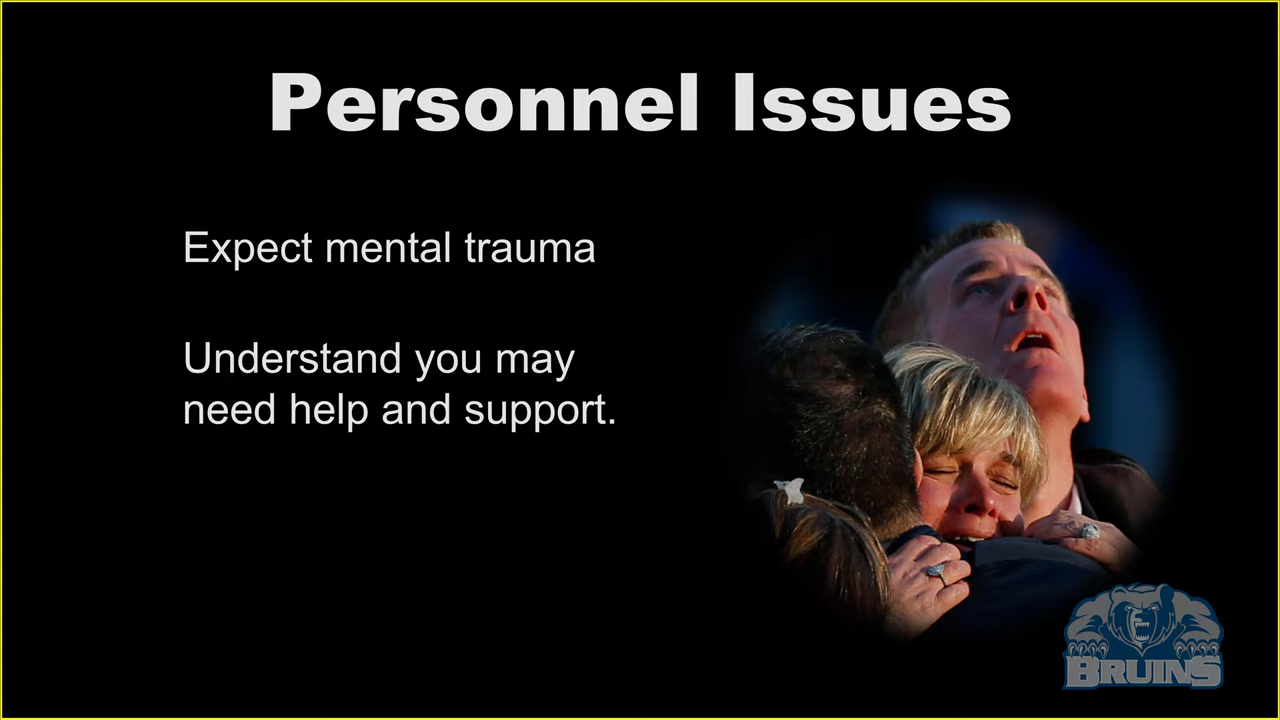 Personnel Issues
Expect mental trauma
Understand you may
need help and support.
BRUINS